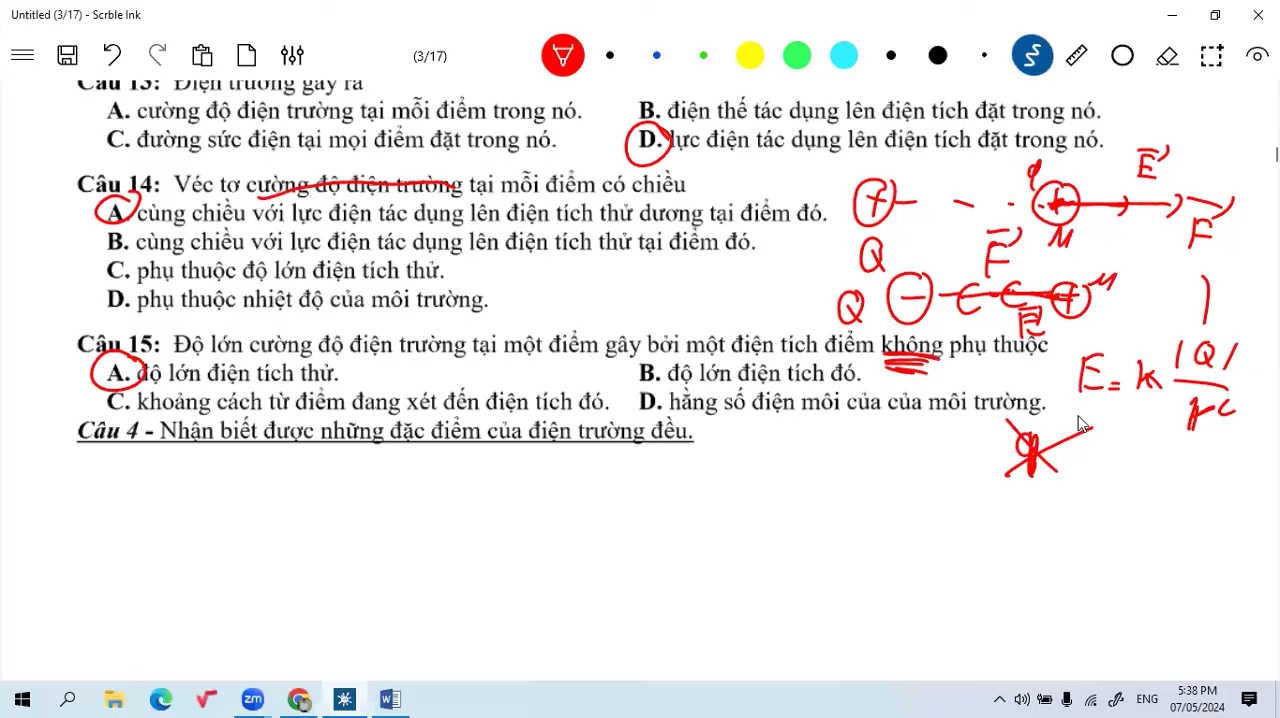 Untitled (3/17) - Scrble Ink
(3/17)
Câu 13: Điện trường gây ra
A. cường độ điện trường tại mỗi điểm trong nó.
B. điện thế tác dụng lên điện tích đặt trong nó.
C. đường sức điện tại mọi điểm đặt trong nó.
D. lực điện tác dụng lên điện tích đặt trong nó.
Câu 14: Véc tơ cường độ điện trường tại mỗi điểm có chiều
A. cùng chiều với lực điện tác dụng lên điện tích thử dương tại điểm đó.
B. cùng chiều với lực điện tác dụng lên điện tích thử tại điểm đó.
C. phụ thuộc độ lớn điện tích thử.
D. phụ thuộc nhiệt độ của môi trường.
q E
+ + F
Q M
F
Q − + M
E
Câu 15: Độ lớn cường độ điện trường tại một điểm gây bởi một điện tích điểm không phụ thuộc
A. độ lớn điện tích thử.
B. độ lớn điện tích đó.
C. khoảng cách từ điểm đang xét đến điện tích đó.
D. hằng số điện môi của của môi trường.
E = k |Q|
q
Câu 4 - Nhận biết được những đặc điểm của điện trường đều.
zm
ENG
5:38 PM
07/05/2024